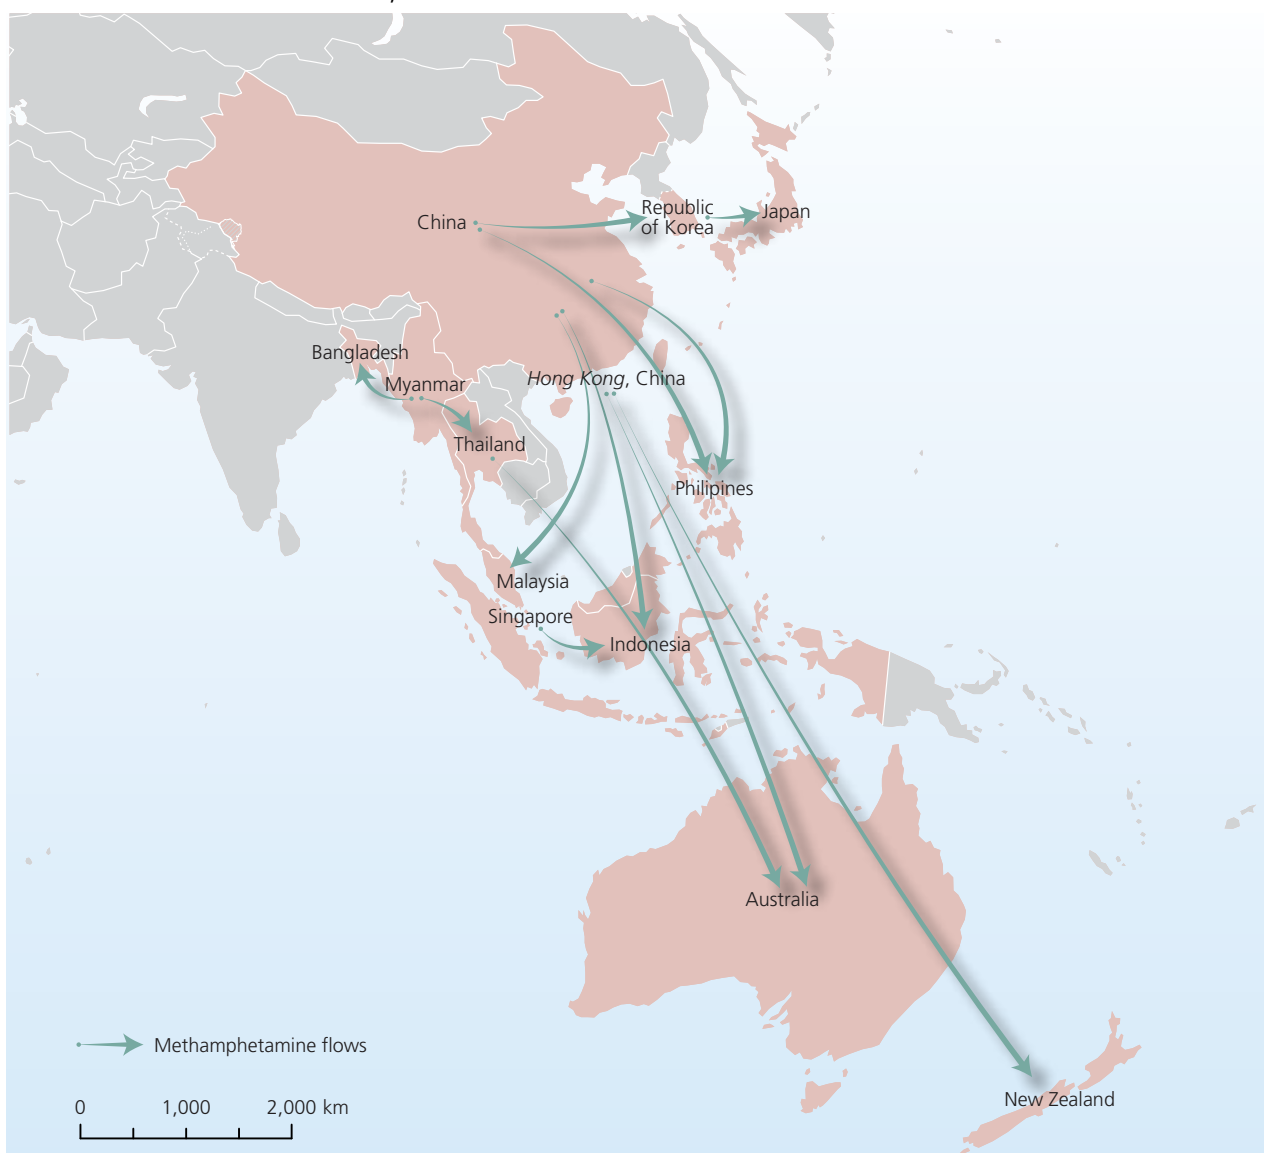 China
Republic
of Korea
Japan
Bangladesh
Myanmar
Hong Kong, China
Thailand
Philipines
Malaysia
Singapore
Indonesia
Australia
Methamphetamine flows
New Zealand
0 1,000 2,000 km